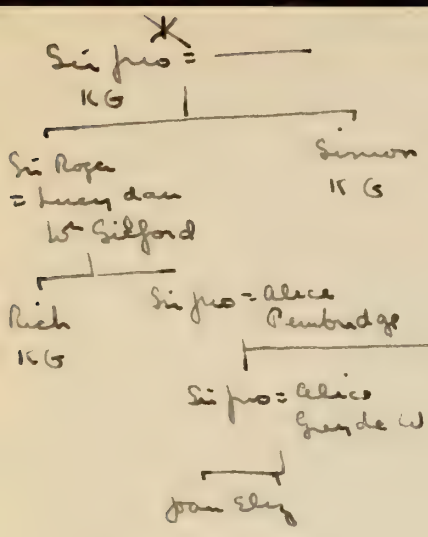 Sir Jno =
KG
Sir Roger
= Lucy dau
Wm Gilford
Simon
KG
Rich
KG
Sir Jno = Alice
Pembridge
Sir Jno = Alice
Grey de W
Joan Eliz